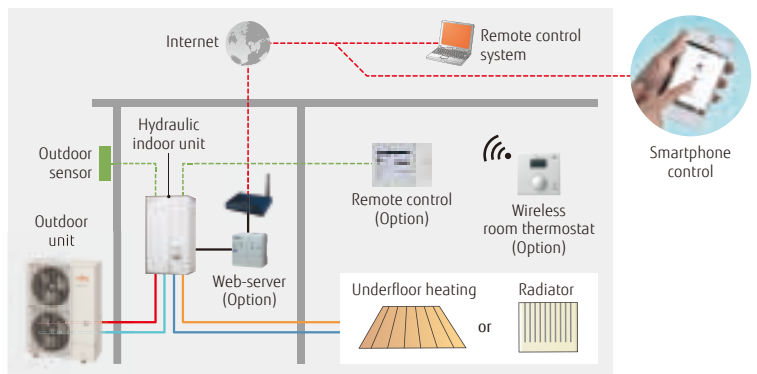 Internet
Remote control
system
Smartphone
control
Hydraulic
indoor unit
Outdoor
sensor
Remote control
(Option)
Wireless
room thermostat
(Option)
Outdoor
unit
Web-server
(Option)
Underfloor heating
or
Radiator